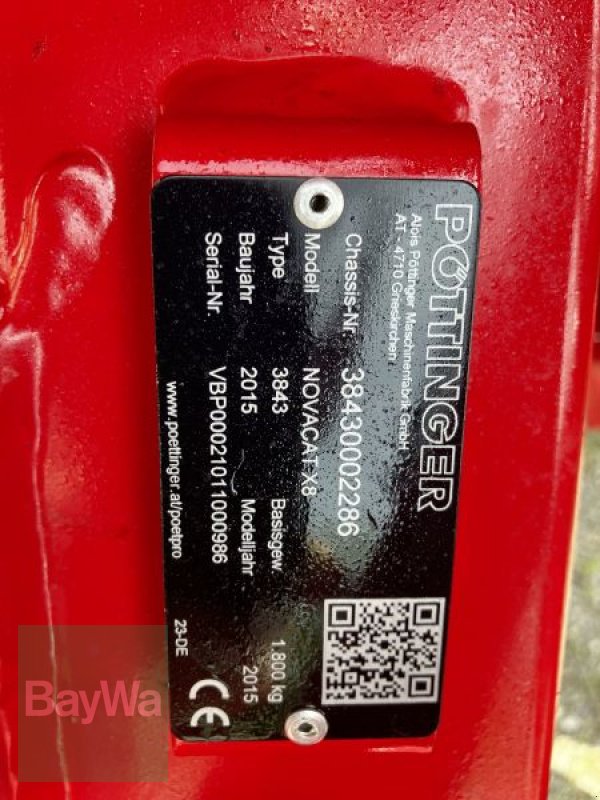 PÖTTINGER
Alois Pöttinger Maschinenfabrik GmbH
AT - 4710 Grieskirchen
Chassis-Nr. 38430002286
Modell NOVACAT X8
Type 3843 Basisgew. 1.800 kg
Baujahr 2015 Modelljahr 2015
Serial-Nr. VBP00021011000986
www.poettinger.at/poetpro
23-DE
CE
BayWa